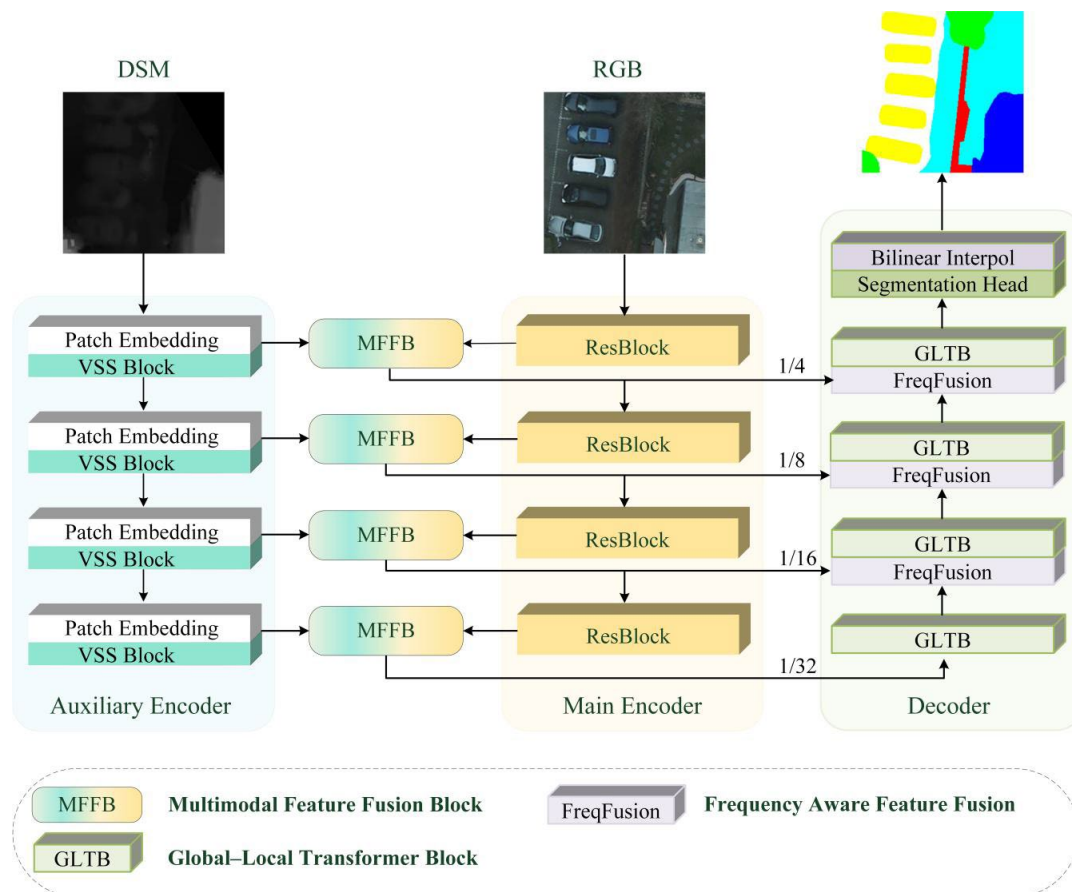 DSM
RGB
Bilinear Interpol
Segmentation Head
Patch Embedding
VSS Block
MFFB
ResBlock
1/4
GLTB
FreqFusion
Patch Embedding
VSS Block
MFFB
ResBlock
1/8
GLTB
FreqFusion
Patch Embedding
VSS Block
MFFB
ResBlock
1/16
GLTB
FreqFusion
Patch Embedding
VSS Block
MFFB
ResBlock
1/32
GLTB
Auxiliary Encoder
Main Encoder
Decoder
MFFB Multimodal Feature Fusion Block
FreqFusion Frequency Aware Feature Fusion
GLTB Global–Local Transformer Block